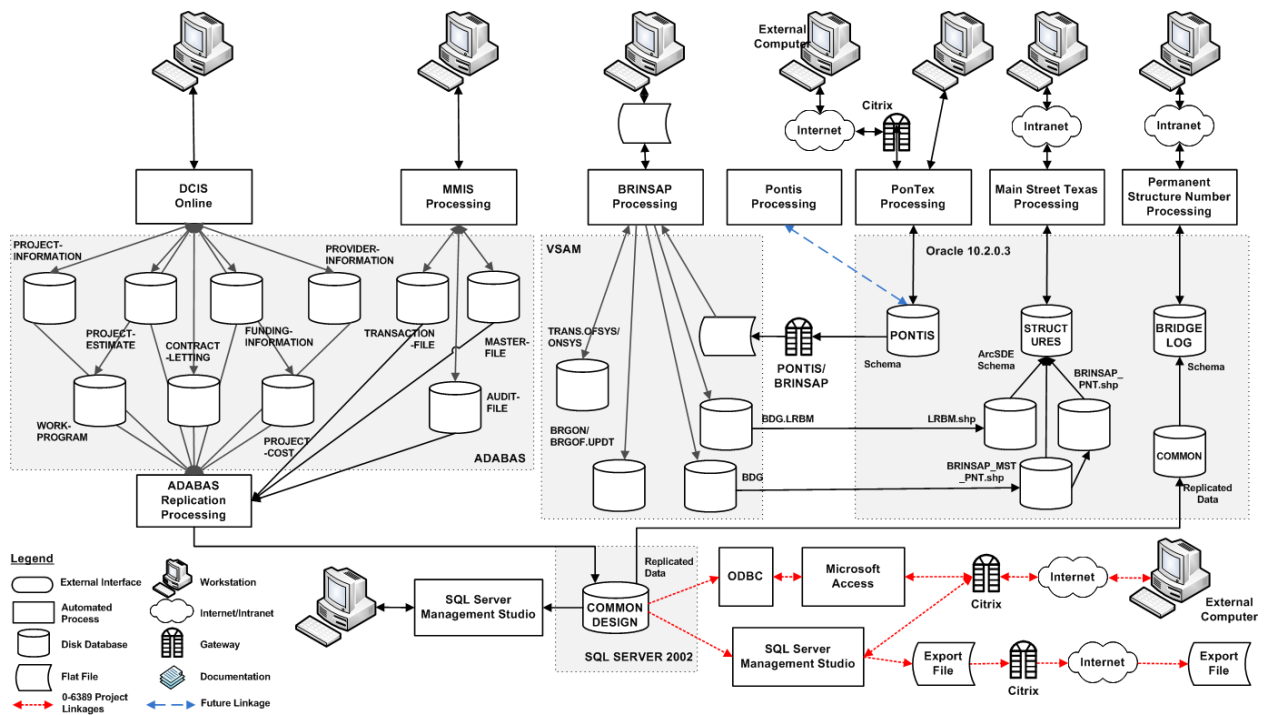 External
Computer
Citrix
Internet
Intranet
Intranet
DCIS
Online
MMIS
Processing
BRINSAP
Processing
Pontis
Processing
PonTex
Processing
Main Street Texas
Processing
Permanent
Structure Number
Processing
PROJECT-
INFORMATION
PROVIDER-
INFORMATION
VSAM
Oracle 10.2.0.3
PROJECT-
ESTIMATE
CONTRACT
-LETTING
FUNDING-
INFORMATION
TRANSACTION
-FILE
MASTER-
FILE
TRANS.OFSYS/
ONSYS
PONTIS/
BRINSAP
PONTIS
Schema
STRUCT
URES
ArcSDE
Schema
BRINSAP_
PNT.shp
BRIDGE
LOG
Schema
WORK-
PROGRAM
PROJECT
-COST
AUDIT-
FILE
BRGON/
BRGOF.UPDT
BDG.LRBM
LRBM.shp
ADABAS
BDG
BRINSAP_MST
_PNT.shp
COMMON
Replicated
Data
ADABAS
Replication
Processing
Legend
External Interface
Workstation
Automated
Process
Internet/Intranet
Disk Database
Gateway
Flat File
Documentation
0-6389 Project
Linkages
Future Linkage
SQL Server
Management Studio
Replicated
Data
COMMON
DESIGN
SQL SERVER 2002
ODBC
Microsoft
Access
Citrix
Internet
External
Computer
SQL Server
Management Studio
Export
File
Citrix
Internet
Export
File